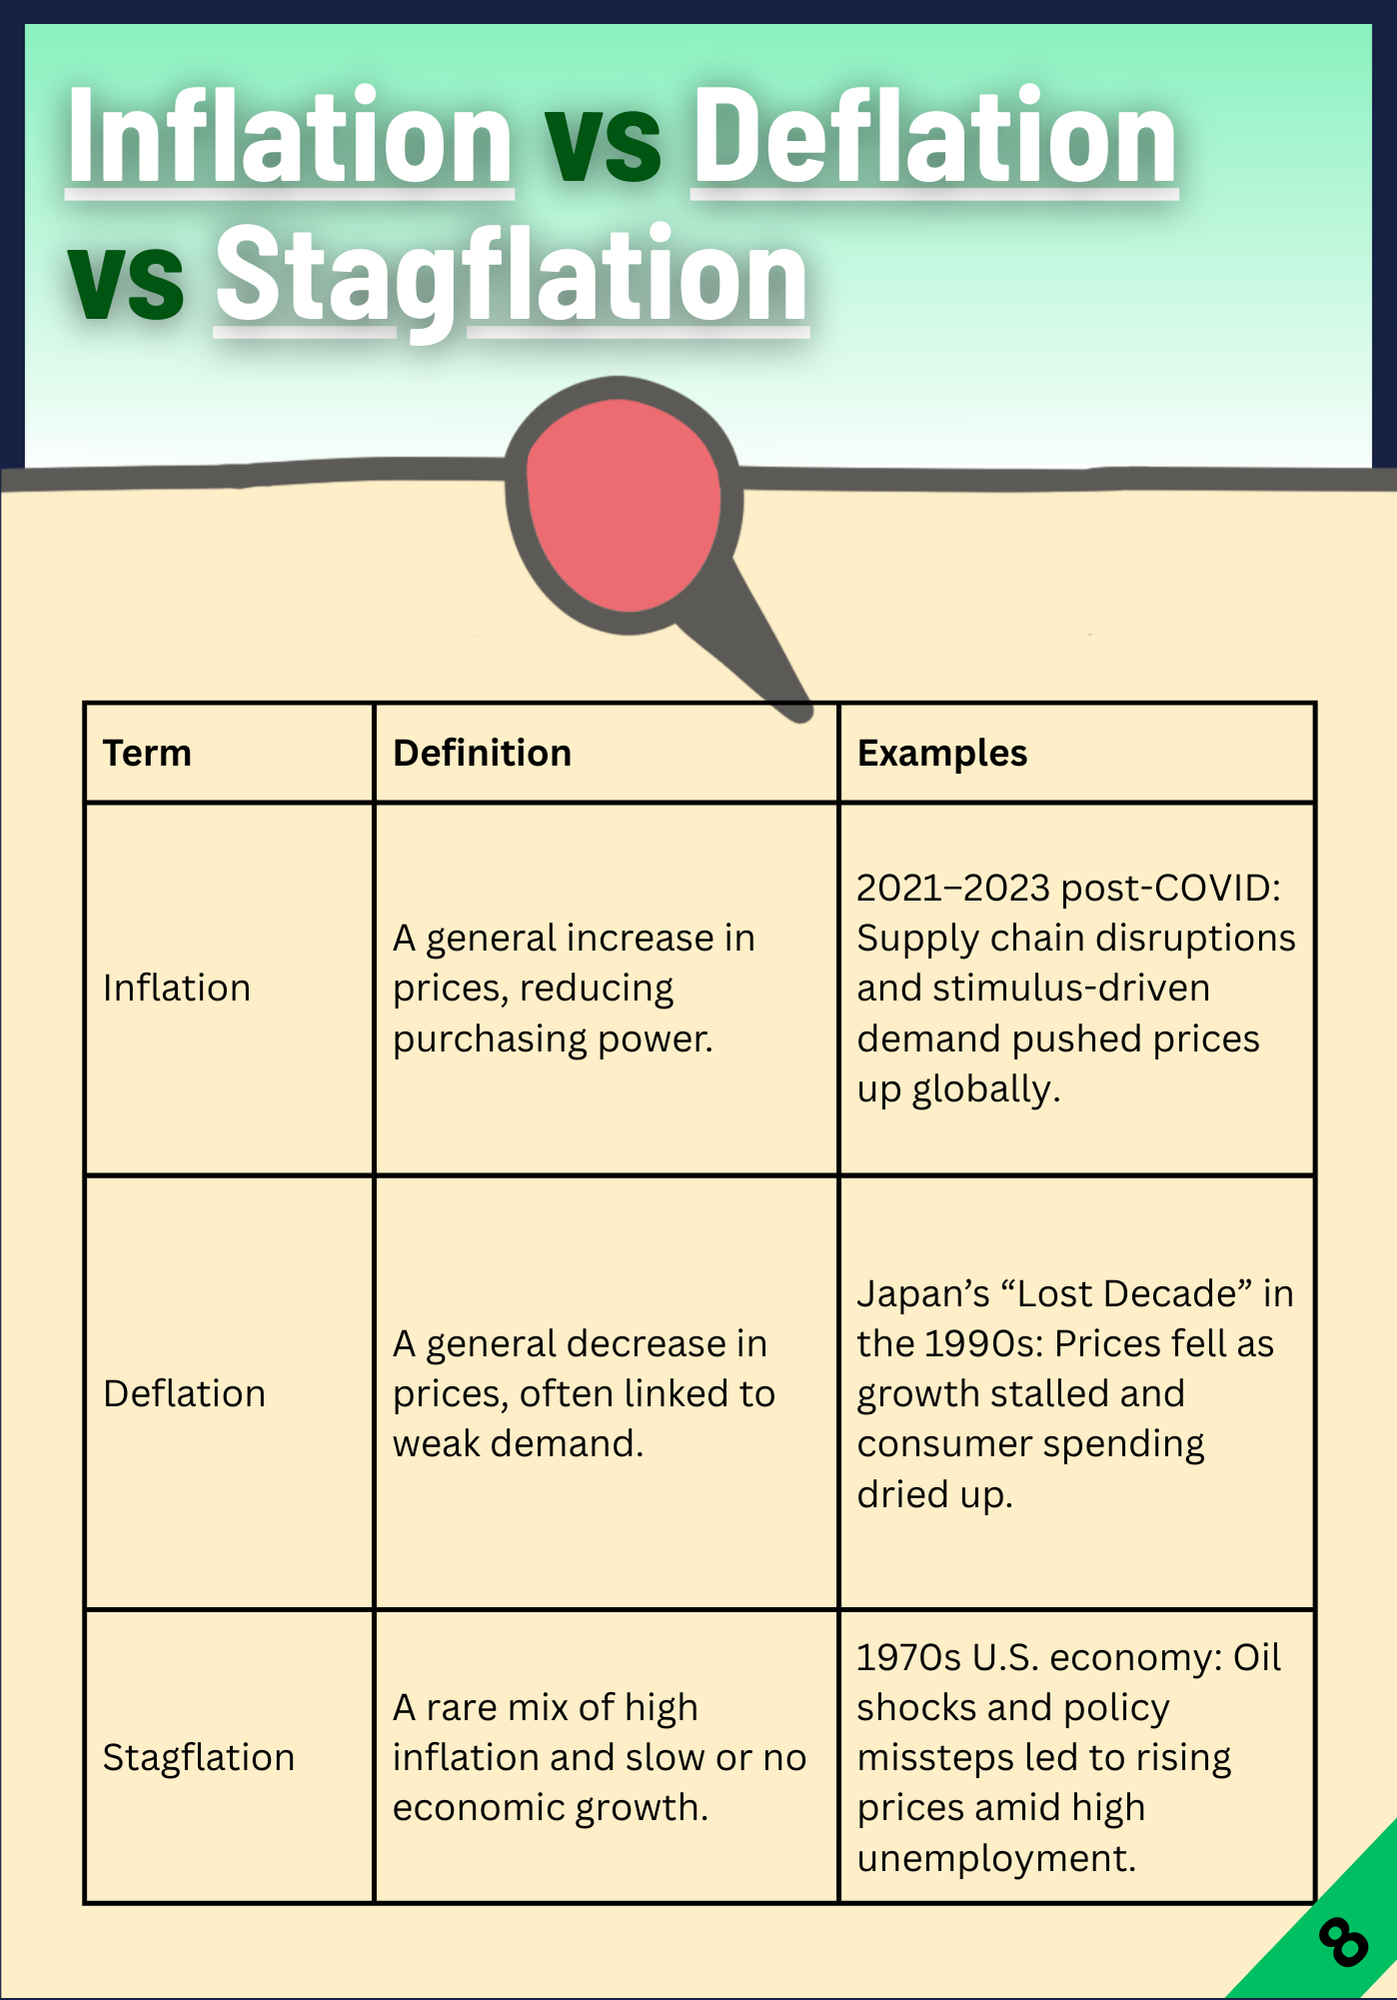 Inflation vs Deflation
vs Stagflation
Term
Definition
Examples
Inflation
A general increase in
prices, reducing
purchasing power.
2021–2023 post-COVID:
Supply chain disruptions
and stimulus-driven
demand pushed prices
up globally.
Deflation
A general decrease in
prices, often linked to
weak demand.
Japan’s “Lost Decade” in
the 1990s: Prices fell as
growth stalled and
consumer spending
dried up.
Stagflation
A rare mix of high
inflation and slow or no
economic growth.
1970s U.S. economy: Oil
shocks and policy
missteps led to rising
prices amid high
unemployment.
8